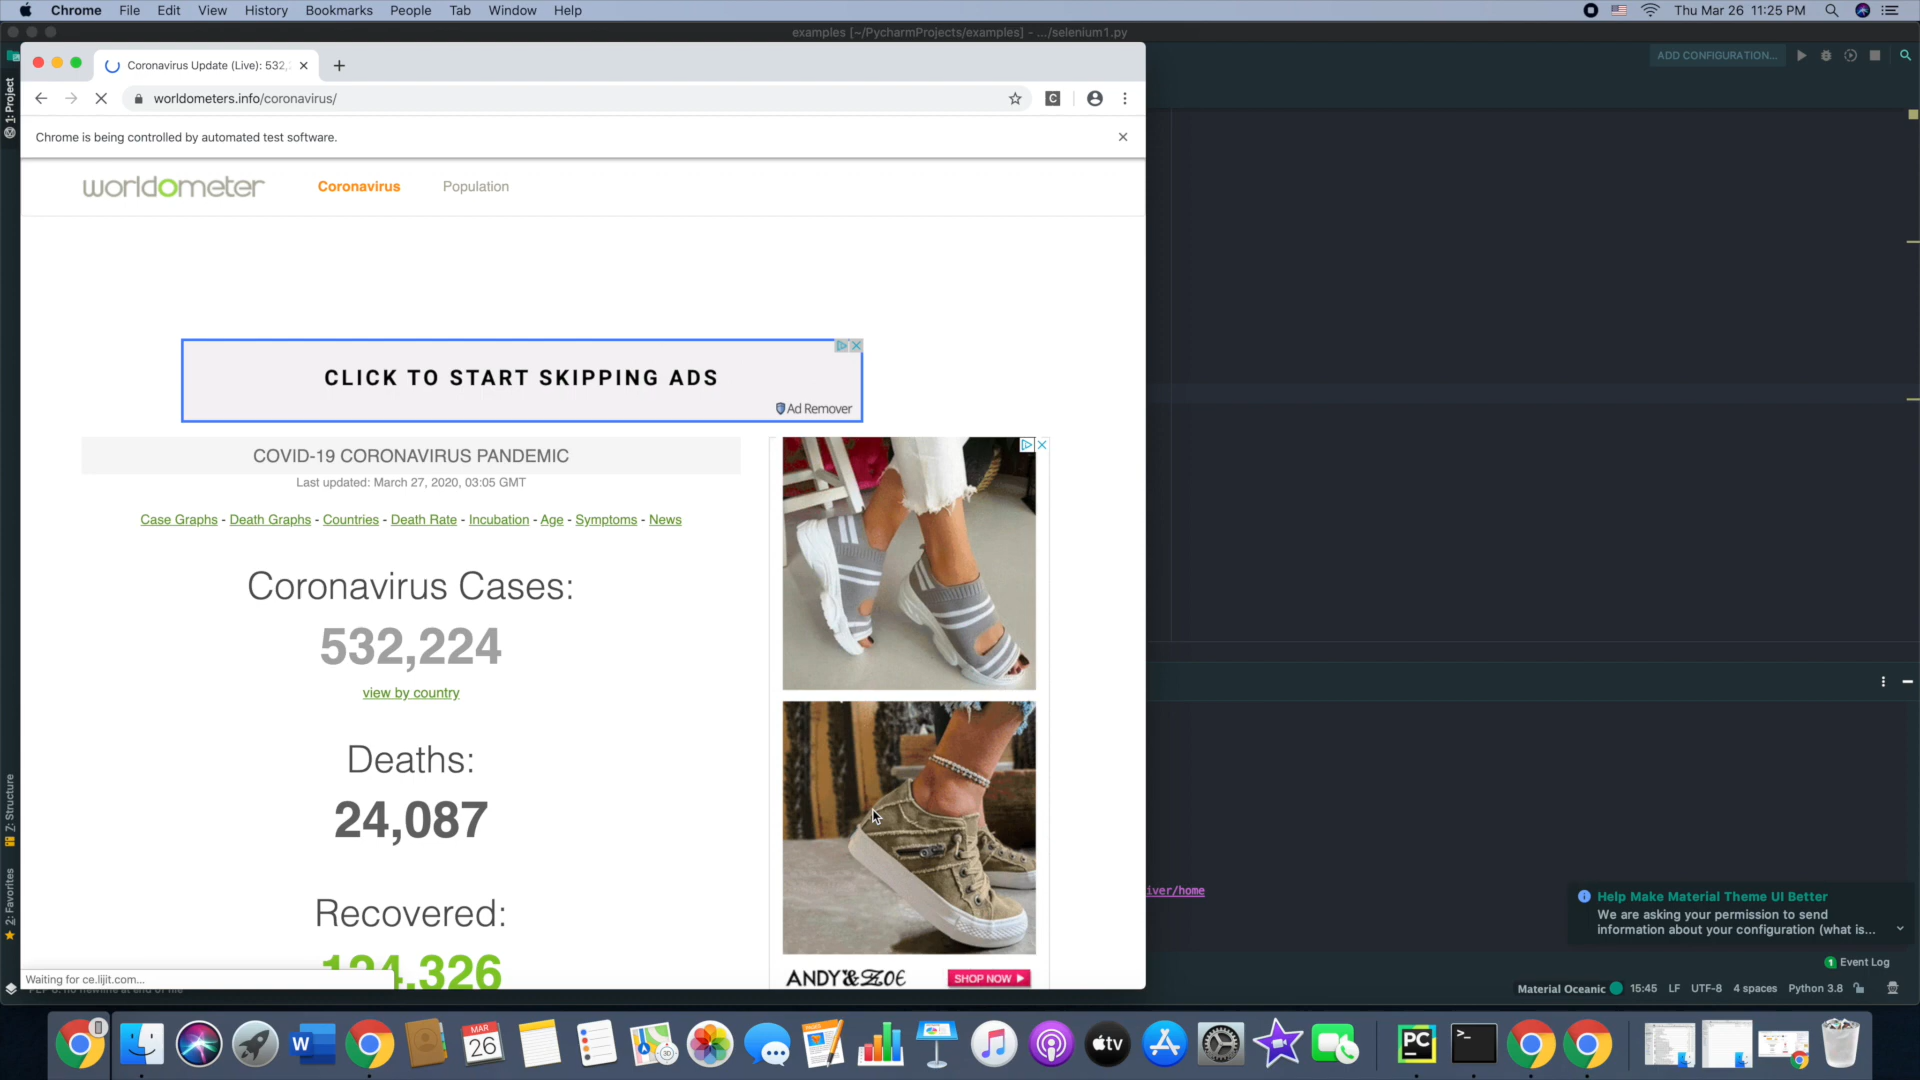 Chrome File Edit View History Bookmarks People Tab Window Help
Thu Mar 26 11:25 PM
examples [~/PycharmProjects/examples] - .../selenium1.py
Coronavirus Update (Live): 532,
ADD CONFIGURATION...
worldometers.info/coronavirus/
C
1: Project
Chrome is being controlled by automated test software.
worldometer
Coronavirus
Population
CLICK TO START SKIPPING ADS
Ad Remover
COVID-19 CORONAVIRUS PANDEMIC
Last updated: March 27, 2020, 03:05 GMT
Case Graphs - Death Graphs - Countries - Death Rate - Incubation - Age - Symptoms - News
Coronavirus Cases:
532,224
view by country
Deaths:
24,087
Recovered:
124,326
ANDY&ZOE
SHOP NOW
Waiting for ce.lijit.com...
7: Structure
2: Favorites
iver/home
Help Make Material Theme UI Better
We are asking your permission to send
information about your configuration (what is...
1 Event Log
Material Oceanic 15:45 LF UTF-8 4 spaces Python 3.8
W
MAR
26
3D
tv
PC
>_